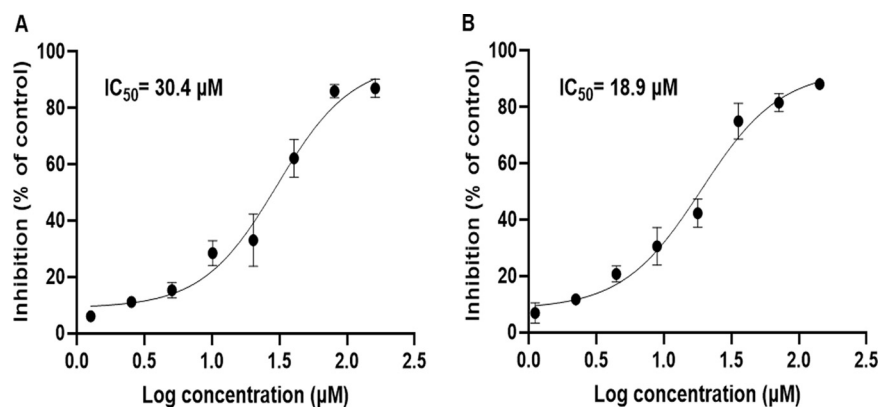 A
IC50= 30.4 µM
Inhibition (% of control)
100
80
60
40
20
0
0.0 0.5 1.0 1.5 2.0 2.5
Log concentration (µM)
B
IC50= 18.9 µM
Inhibition (% of control)
100
80
60
40
20
0
0.0 0.5 1.0 1.5 2.0 2.5
Log concentration (µM)